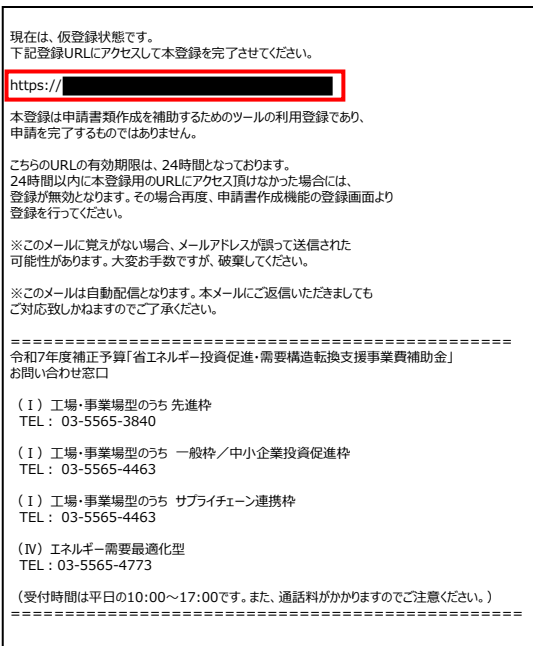 現在は、仮登録状態です。
下記登録URLにアクセスして本登録を完了させてください。
https://
本登録は申請書類作成を補助するためのツールの利用登録であり、
申請を完了するものではありません。
こちらのURLの有効期限は、24時間となっております。
24時間以内に本登録用のURLにアクセス頂けなかった場合には、
登録が無効となります。その場合再度、申請書作成機能の登録画面より
登録を行ってください。
※このメールに覚えがない場合、メールアドレスが誤って送信された
可能性があります。大変お手数ですが、破棄してください。
※このメールは自動配信となります。本メールにご返信いただきましても
ご対応致しかねますのでご了承ください。
================================================
令和7年度補正予算「省エネルギー投資促進・需要構造転換支援事業費補助金」
お問い合わせ窓口
（Ⅰ）工場・事業場型のうち 先進枠
TEL： 03-5565-3840
（Ⅰ）工場・事業場型のうち 一般枠／中小企業投資促進枠
TEL： 03-5565-4463
（Ⅰ）工場・事業場型のうち サプライチェーン連携枠
TEL： 03-5565-4463
（Ⅳ）エネルギー需要最適化型
TEL：03-5565-4773
（受付時間は平日の10:00～17:00です。また、通話料がかかりますのでご注意ください。）
=================================================